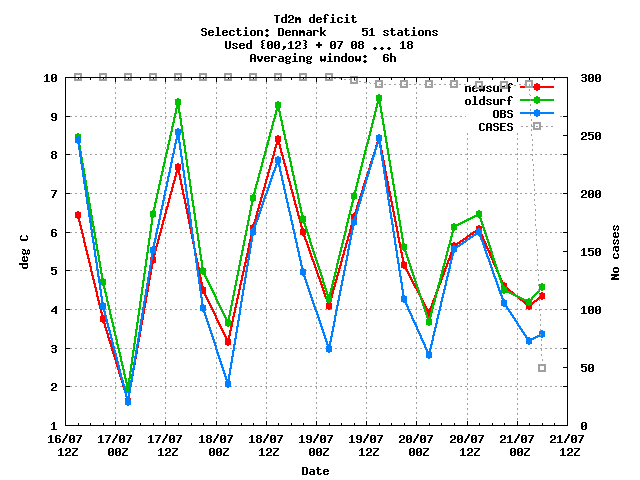 Td2m deficit
Selection: Denmark     51 stations
Used {00,12} + 07 08 ... 18
Averaging window:  6h
newsurf
oldsurf
OBS
CASES
10
9
8
7
6
5
4
3
2
1
deg C
300
250
200
150
100
50
0
No cases
16/07 17/07 17/07 18/07 18/07 19/07 19/07 20/07 20/07 21/07 21/07
12Z 00Z 12Z 00Z 12Z 00Z 12Z 00Z 12Z 00Z 12Z
Date